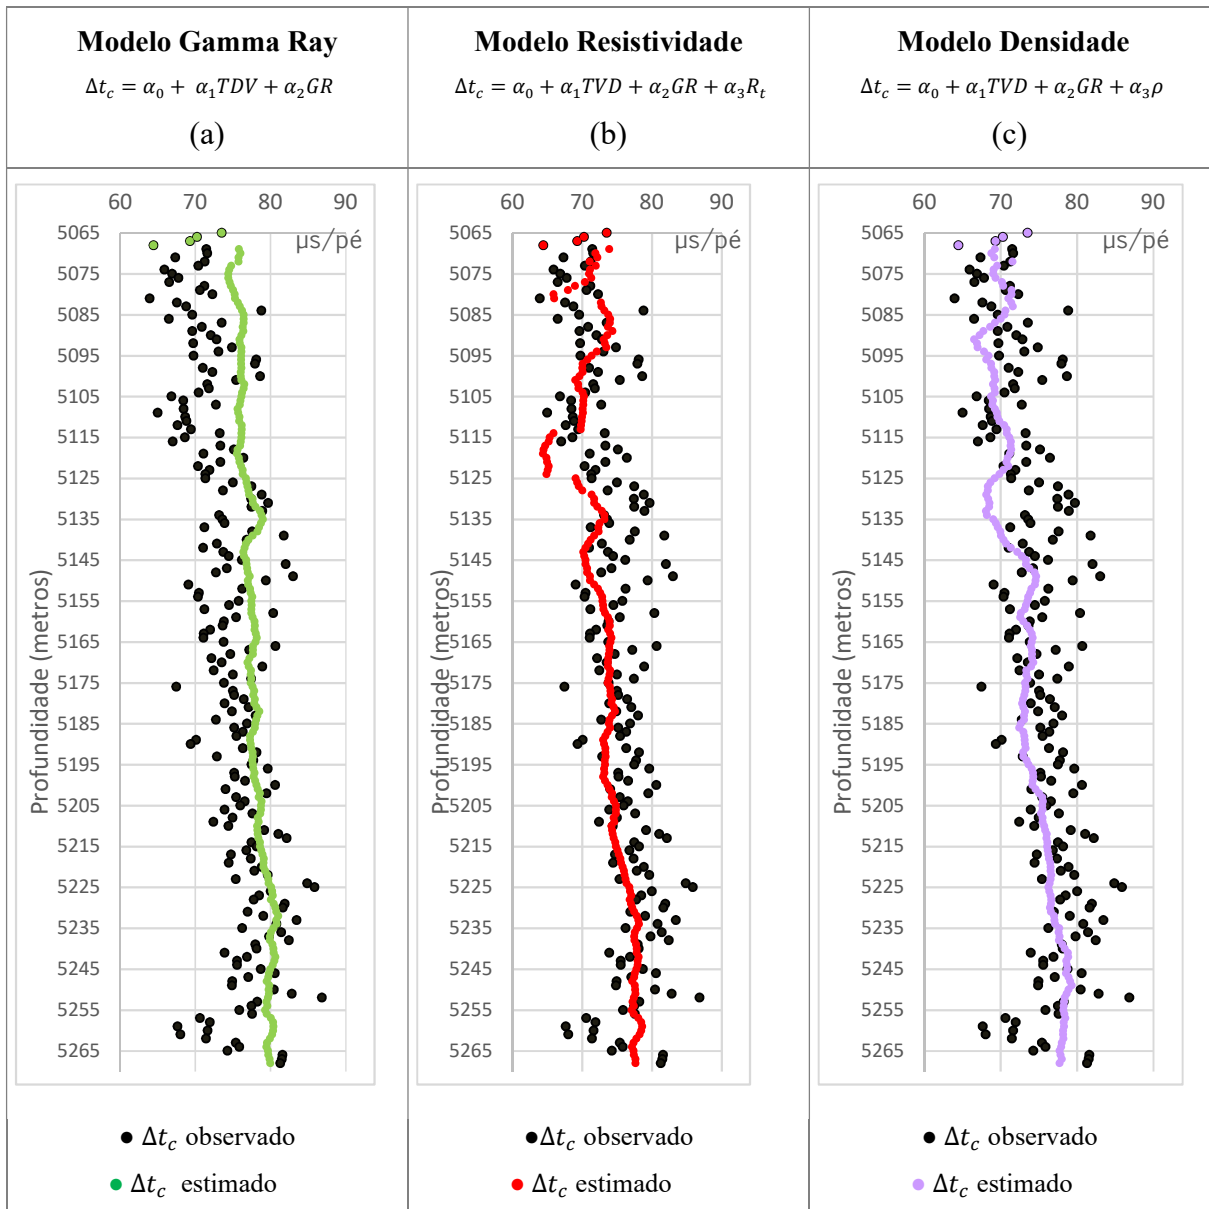 Modelo Gamma Ray
Δt_c = α_0 + α_1TDV + α_2GR
(a)
Modelo Resistividade
Δt_c = α_0 + α_1TVD + α_2GR + α_3R_t
(b)
Modelo Densidade
Δt_c = α_0 + α_1TVD + α_2GR + α_3ρ
(c)
60 70 80 90
µs/pé
5065
5075
5085
5095
5105
5115
5125
5135
5145
5155
5165
5175
5185
5195
5205
5215
5225
5235
5245
5255
5265
Profundidade (metros)
Δt_c observado
Δt_c estimado
60 70 80 90
µs/pé
5065
5075
5085
5095
5105
5115
5125
5135
5145
5155
5165
5175
5185
5195
5205
5215
5225
5235
5245
5255
5265
Profundidade (metros)
Δt_c observado
Δt_c estimado
60 70 80 90
µs/pé
5065
5075
5085
5095
5105
5115
5125
5135
5145
5155
5165
5175
5185
5195
5205
5215
5225
5235
5245
5255
5265
Profundidade (metros)
Δt_c observado
Δt_c estimado